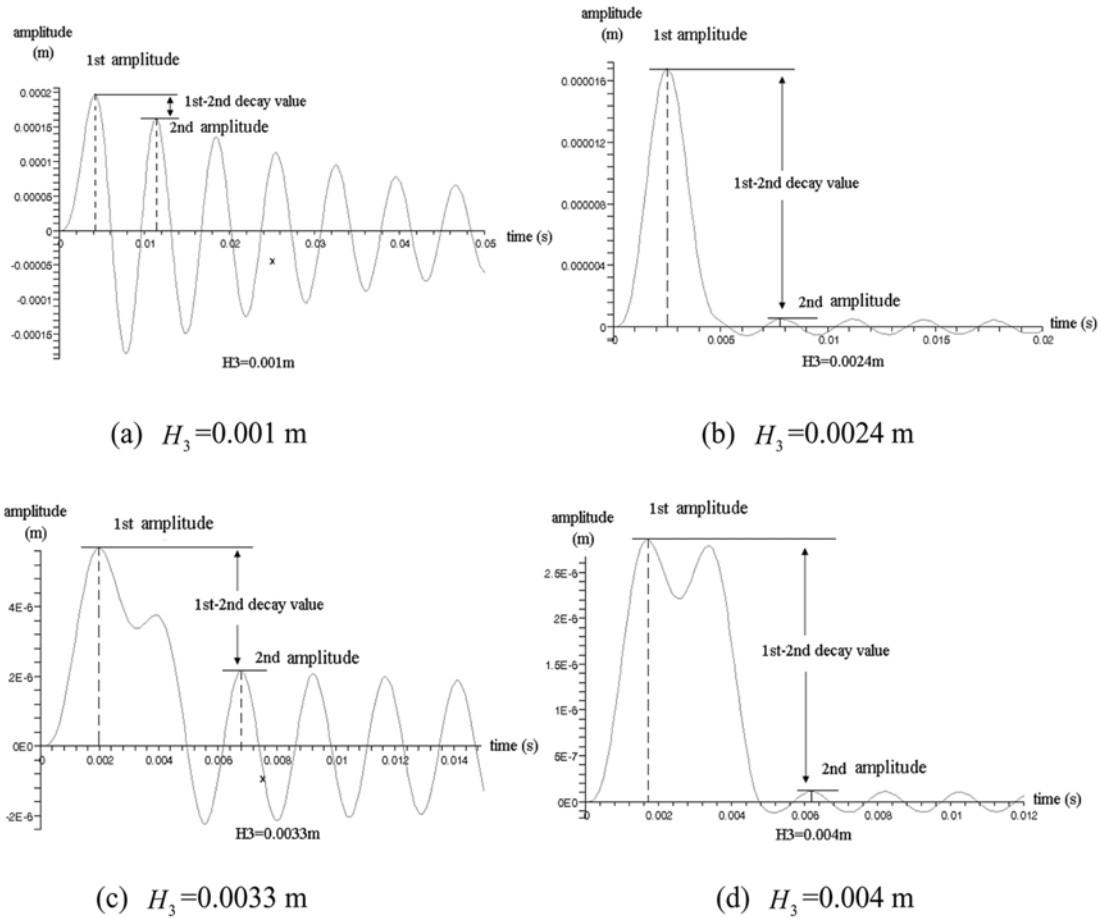 amplitude
(m)
1st amplitude
0.0002
1st-2nd decay value
0.00015
2nd amplitude
0.0001
0.00005
0
0 0.01 0.02 0.03 0.04 0.05
time (s)
-0.00005
x
-0.0001
-0.00015
H3=0.001m
(a) H3=0.001 m
amplitude
(m)
1st amplitude
0.000016
0.000012
1st-2nd decay value
0.000008
0.000004
2nd amplitude
0
0 0.005 0.01 0.015 0.02
time (s)
H3=0.0024m
(b) H3=0.0024 m
amplitude
(m)
1st amplitude
4E-6
1st-2nd decay value
2nd amplitude
2E-6
0E0
0 0.002 0.004 0.006 0.008 0.01 0.012 0.014
time (s)
x
-2E-6
H3=0.0033m
(c) H3=0.0033 m
amplitude
(m)
1st amplitude
2.5E-6
2E-6
1.5E-6
1st-2nd decay value
1E-6
5E-7
2nd amplitude
0E0
0 0.002 0.004 0.006 0.008 0.01 0.012
time (s)
H3=0.004m
(d) H3=0.004 m